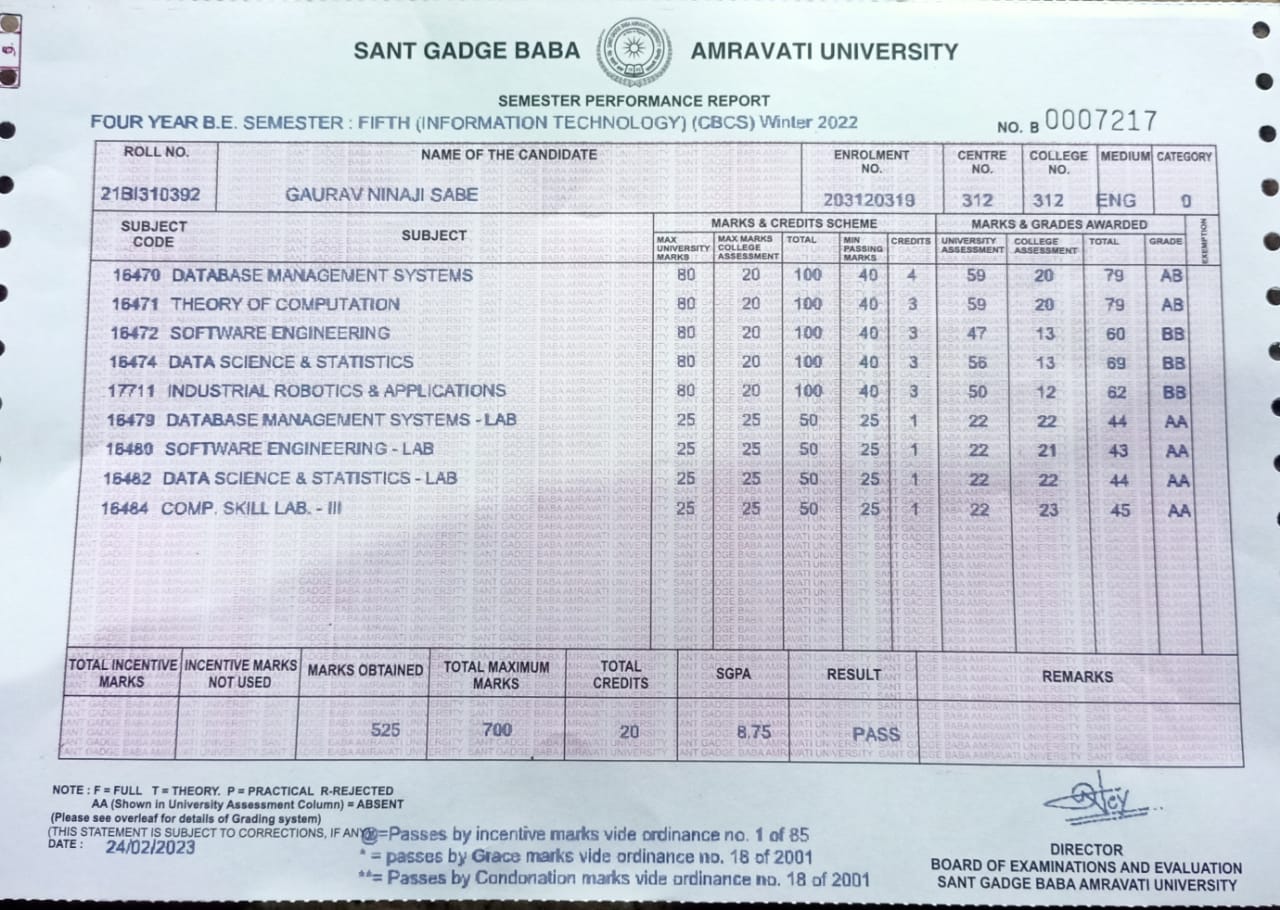 SANT GADGE BABA AMRAVATI UNIVERSITY
SEMESTER PERFORMANCE REPORT
FOUR YEAR B.E. SEMESTER : FIFTH (INFORMATION TECHNOLOGY) (CBCS) Winter 2022
NO. B 0007217
ROLL NO. NAME OF THE CANDIDATE ENROLMENT NO. CENTRE NO. COLLEGE NO. MEDIUM CATEGORY
21BI310392 GAURAV NINAJI SABE 203120319 312 312 ENG 0
SUBJECT CODE SUBJECT MARKS & CREDITS SCHEME MARKS & GRADES AWARDED EXEMPTION
MAX UNIVERSITY MARKS MAX MARKS COLLEGE ASSESSMENT TOTAL MIN PASSING MARKS CREDITS UNIVERSITY ASSESSMENT COLLEGE ASSESSMENT TOTAL GRADE
16470 DATABASE MANAGEMENT SYSTEMS 80 20 100 40 4 59 20 79 AB
16471 THEORY OF COMPUTATION 80 20 100 40 3 59 20 79 AB
16472 SOFTWARE ENGINEERING 80 20 100 40 3 47 13 60 BB
16474 DATA SCIENCE & STATISTICS 80 20 100 40 3 56 13 69 BB
17711 INDUSTRIAL ROBOTICS & APPLICATIONS 80 20 100 40 3 50 12 62 BB
16479 DATABASE MANAGEMENT SYSTEMS - LAB 25 25 50 25 1 22 22 44 AA
16480 SOFTWARE ENGINEERING - LAB 25 25 50 25 1 22 21 43 AA
16482 DATA SCIENCE & STATISTICS - LAB 25 25 50 25 1 22 22 44 AA
16484 COMP. SKILL LAB. - III 25 25 50 25 1 22 23 45 AA
TOTAL INCENTIVE MARKS INCENTIVE MARKS NOT USED MARKS OBTAINED TOTAL MAXIMUM MARKS TOTAL CREDITS SGPA RESULT REMARKS
525 700 20 8.75 PASS
NOTE : F = FULL T = THEORY. P = PRACTICAL R-REJECTED
AA (Shown in University Assessment Column) = ABSENT
(Please see overleaf for details of Grading system)
(THIS STATEMENT IS SUBJECT TO CORRECTIONS, IF ANY
@=Passes by incentive marks vide ordinance no. 1 of 85
DATE : 24/02/2023
* = passes by Grace marks vide ordinance no. 18 of 2001
**= Passes by Condonation marks vide ordinance no. 18 of 2001
DIRECTOR
BOARD OF EXAMINATIONS AND EVALUATION
SANT GADGE BABA AMRAVATI UNIVERSITY